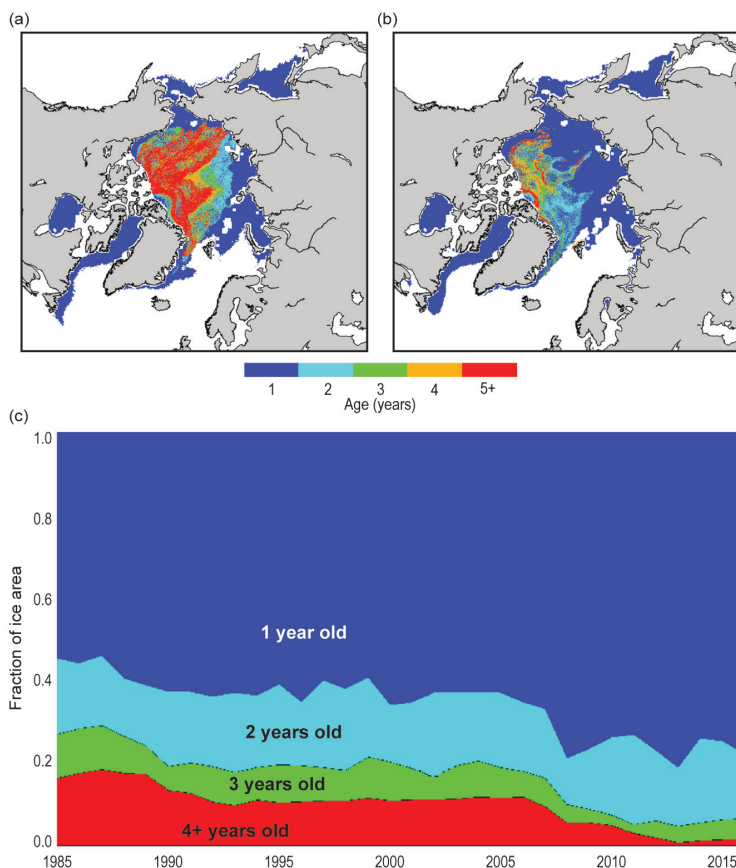 (a)
(b)
1 2 3 4 5+
Age (years)
(c)
1.0
0.8
0.6
0.4
0.2
0.0
Fraction of ice area
1 year old
2 years old
3 years old
4+ years old
1985 1990 1995 2000 2005 2010 2015